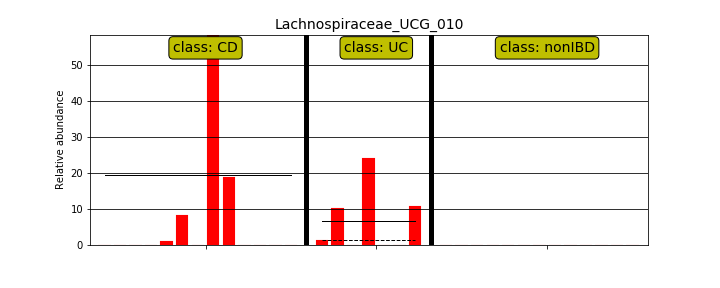 Lachnospiraceae_UCG_010
class: CD
class: UC
class: nonIBD
50
40
30
20
10
0
Relative abundance